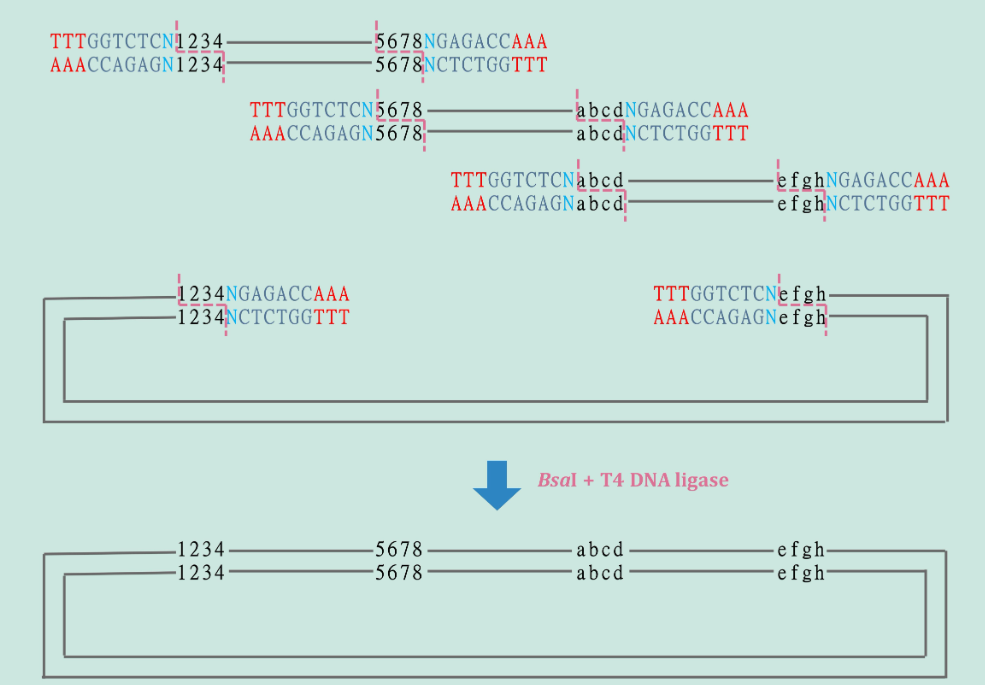 TTTGGTCTCN1234 5678NGAGACCAAA
AAACCAGAGN1234 5678NCTCTGGTTT
TTTGGTCTCN5678 abcdNGAGACCAAA
AAACCAGAGN5678 abcdNCTCTGGTTT
TTTGGTCTCNabcd efghNGAGACCAAA
AAACCAGAGNabcd efghNCTCTGGTTT
1234NGAGACCAAA TTTGGTCTCNefgh
1234NCTCTGGTTT AAACCAGAGNefgh
BsaI + T4 DNA ligase
1234 5678 abcd efgh
1234 5678 abcd efgh